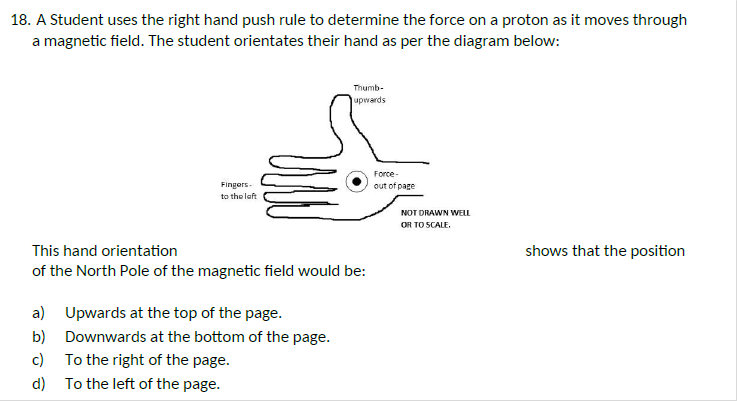 18. A Student uses the right hand push rule to determine the force on a proton as it moves through
a magnetic field. The student orientates their hand as per the diagram below:
Thumb-
upwards
Force-
out of page
Fingers-
to the left
NOT DRAWN WELL
OR TO SCALE.
This hand orientation shows that the position
of the North Pole of the magnetic field would be:
a) Upwards at the top of the page.
b) Downwards at the bottom of the page.
c) To the right of the page.
d) To the left of the page.